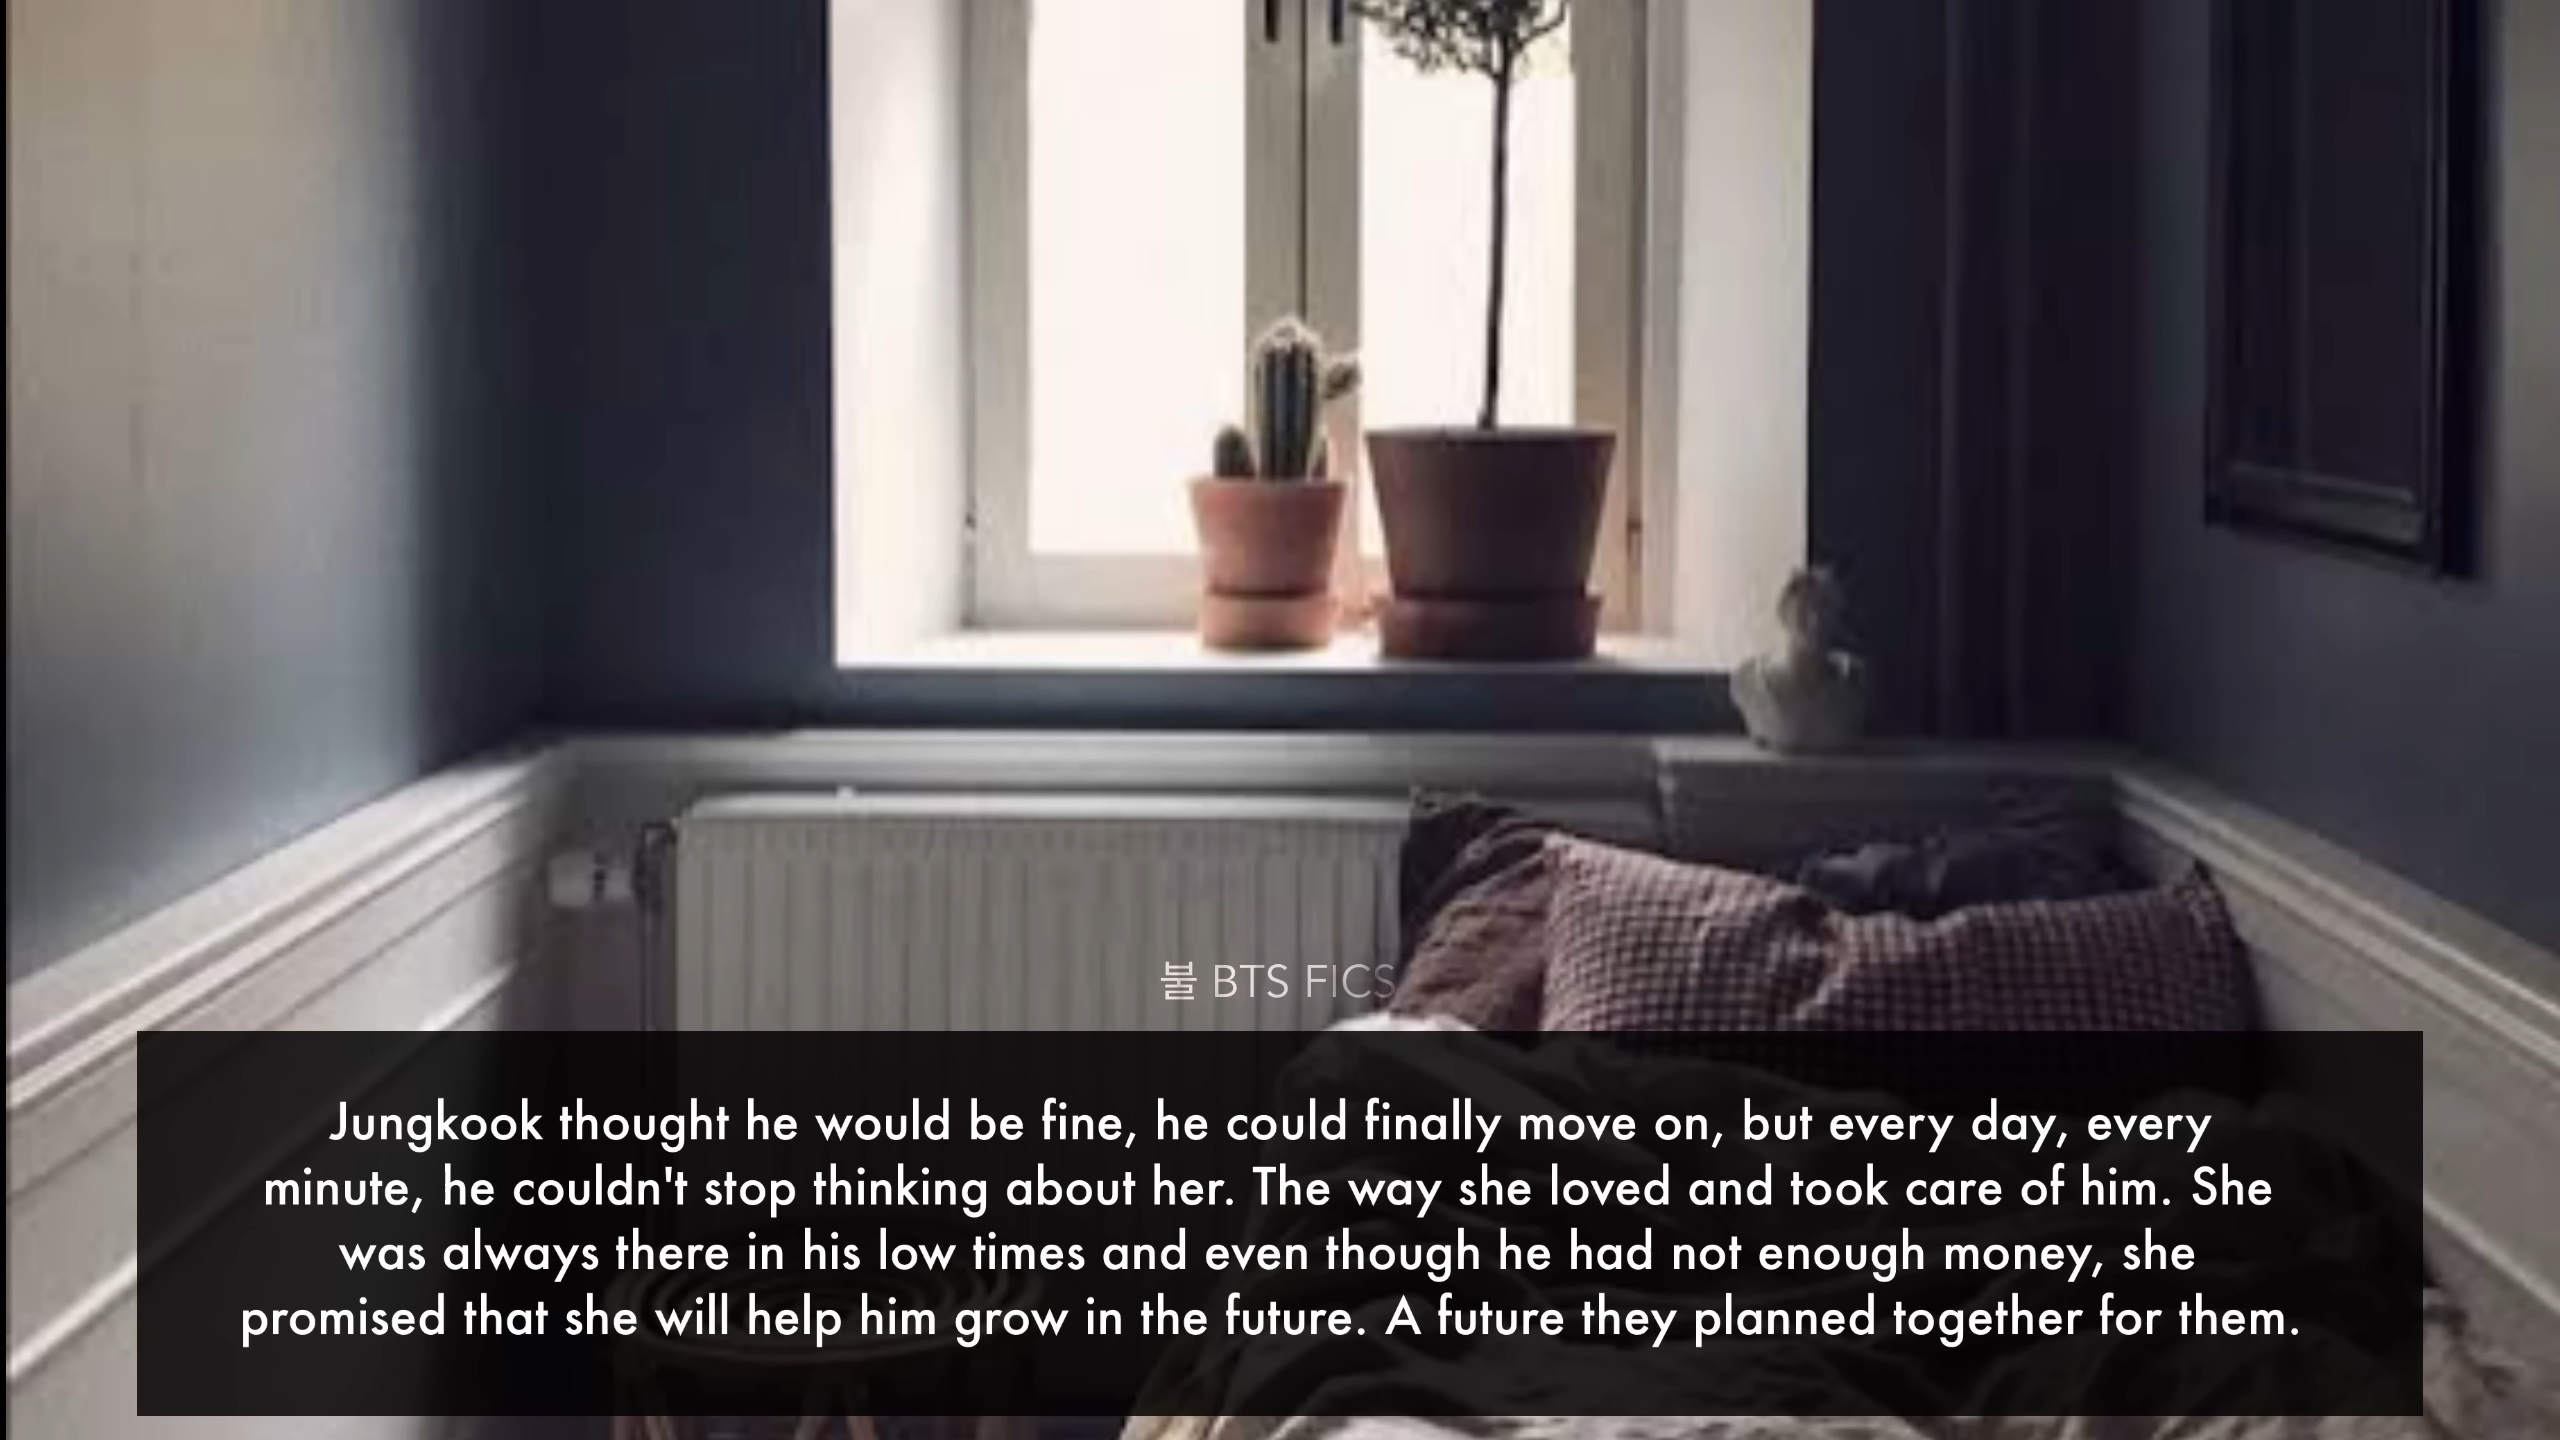 불 BTS FICS
Jungkook thought he would be fine, he could finally move on, but every day, every
minute, he couldn't stop thinking about her. The way she loved and took care of him. She
was always there in his low times and even though he had not enough money, she
promised that she will help him grow in the future. A future they planned together for them.